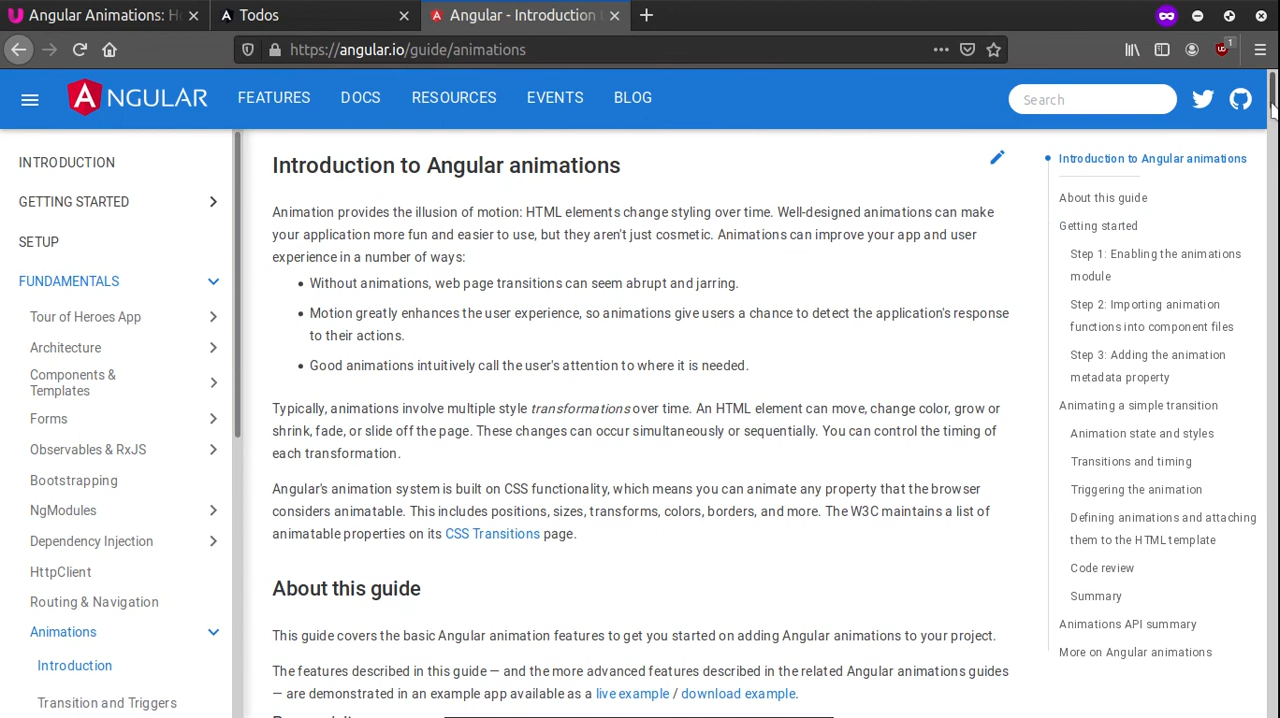 Angular Animations: H
Todos
Angular - Introduction
https://angular.io/guide/animations
1
NGULAR
FEATURES
DOCS
RESOURCES
EVENTS
BLOG
Search
INTRODUCTION
GETTING STARTED
SETUP
FUNDAMENTALS
Tour of Heroes App
Architecture
Components &
Templates
Forms
Observables & RxJS
Bootstrapping
NgModules
Dependency Injection
HttpClient
Routing & Navigation
Animations
Introduction
Transition and Triggers
Introduction to Angular animations
Animation provides the illusion of motion: HTML elements change styling over time. Well-designed animations can make
your application more fun and easier to use, but they aren't just cosmetic. Animations can improve your app and user
experience in a number of ways:
• Without animations, web page transitions can seem abrupt and jarring.
• Motion greatly enhances the user experience, so animations give users a chance to detect the application's response
to their actions.
• Good animations intuitively call the user's attention to where it is needed.
Typically, animations involve multiple style transformations over time. An HTML element can move, change color, grow or
shrink, fade, or slide off the page. These changes can occur simultaneously or sequentially. You can control the timing of
each transformation.
Angular's animation system is built on CSS functionality, which means you can animate any property that the browser
considers animatable. This includes positions, sizes, transforms, colors, borders, and more. The W3C maintains a list of
animatable properties on its CSS Transitions page.
About this guide
This guide covers the basic Angular animation features to get you started on adding Angular animations to your project.
The features described in this guide — and the more advanced features described in the related Angular animations guides
— are demonstrated in an example app available as a live example / download example.
Introduction to Angular animations
About this guide
Getting started
Step 1: Enabling the animations
module
Step 2: Importing animation
functions into component files
Step 3: Adding the animation
metadata property
Animating a simple transition
Animation state and styles
Transitions and timing
Triggering the animation
Defining animations and attaching
them to the HTML template
Code review
Summary
Animations API summary
More on Angular animations